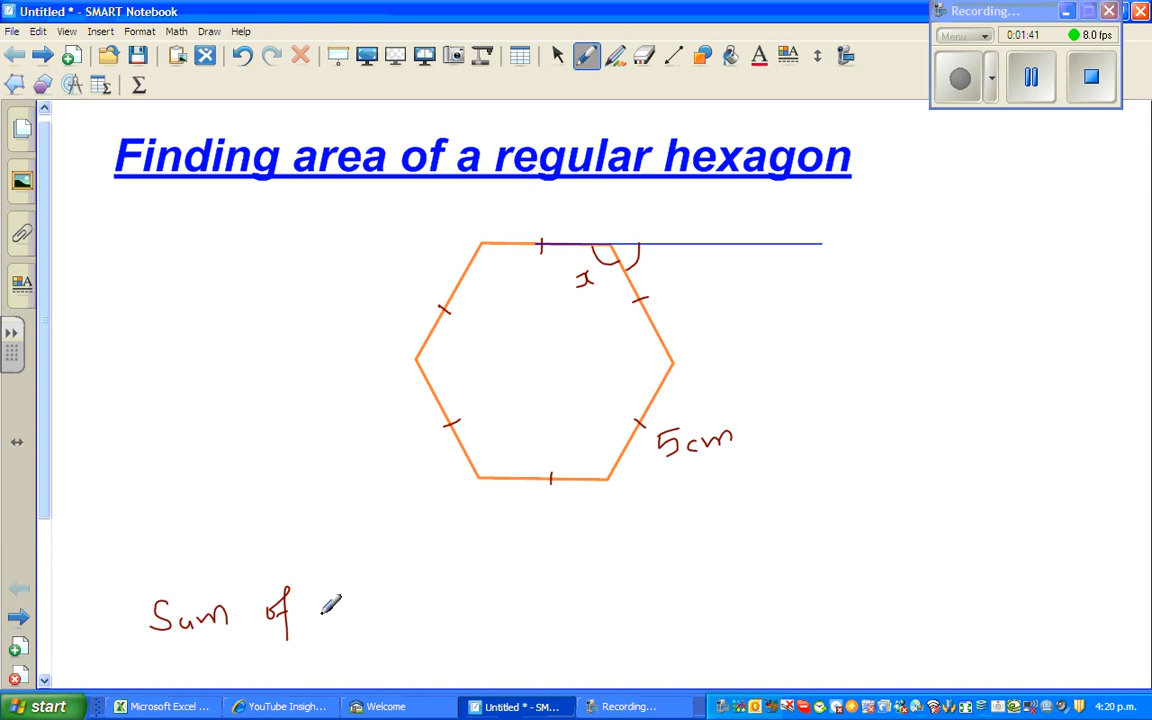 Untitled * - SMART Notebook
Recording...
File Edit View Insert Format Math Draw Help
Menu
0:01:41
8.0 fps
Finding area of a regular hexagon
x
5cm
Sum of
start
Microsoft Excel ...
YouTube Insigh...
Welcome
Untitled * - SM...
Recording...
4:20 p.m.